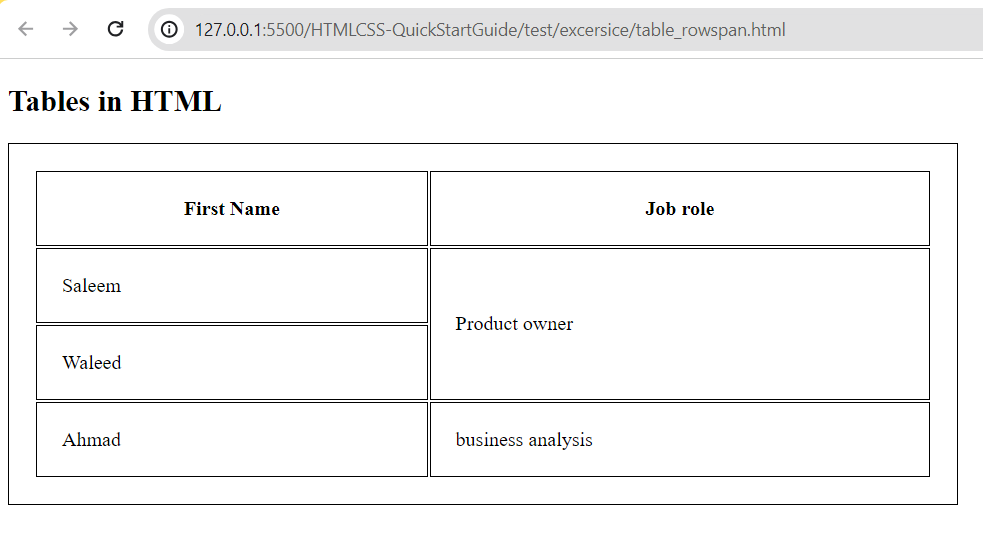 127.0.0.1:5500/HTMLCSS-QuickStartGuide/test/excersice/table_rowspan.html
Tables in HTML
First Name Job role
Saleem
Product owner
Waleed
Ahmad business analysis